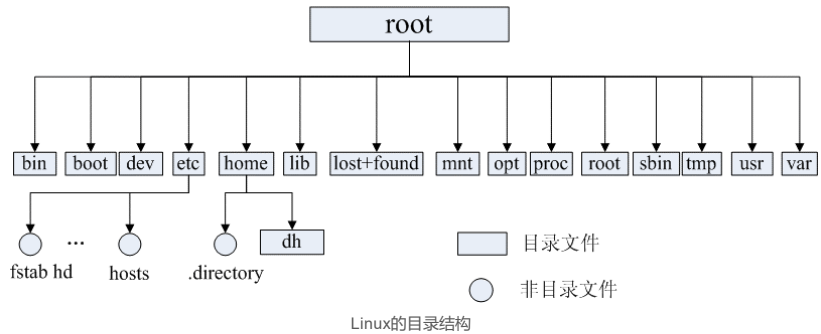 root
bin boot dev etc home lib lost+found mnt opt proc root sbin tmp usr var
... dh 目录文件
fstab hd hosts .directory 非目录文件
Linux的目录结构